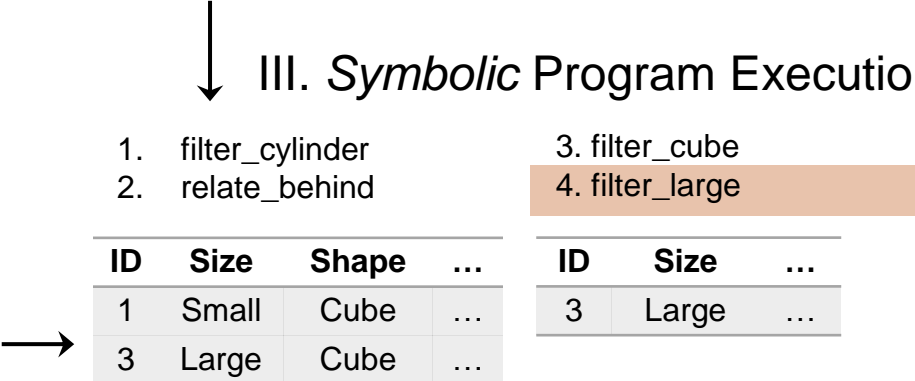 III. Symbolic Program Executio
1. filter_cylinder
2. relate_behind
3. filter_cube
4. filter_large
ID Size Shape …
1 Small Cube …
3 Large Cube …
ID Size …
3 Large …